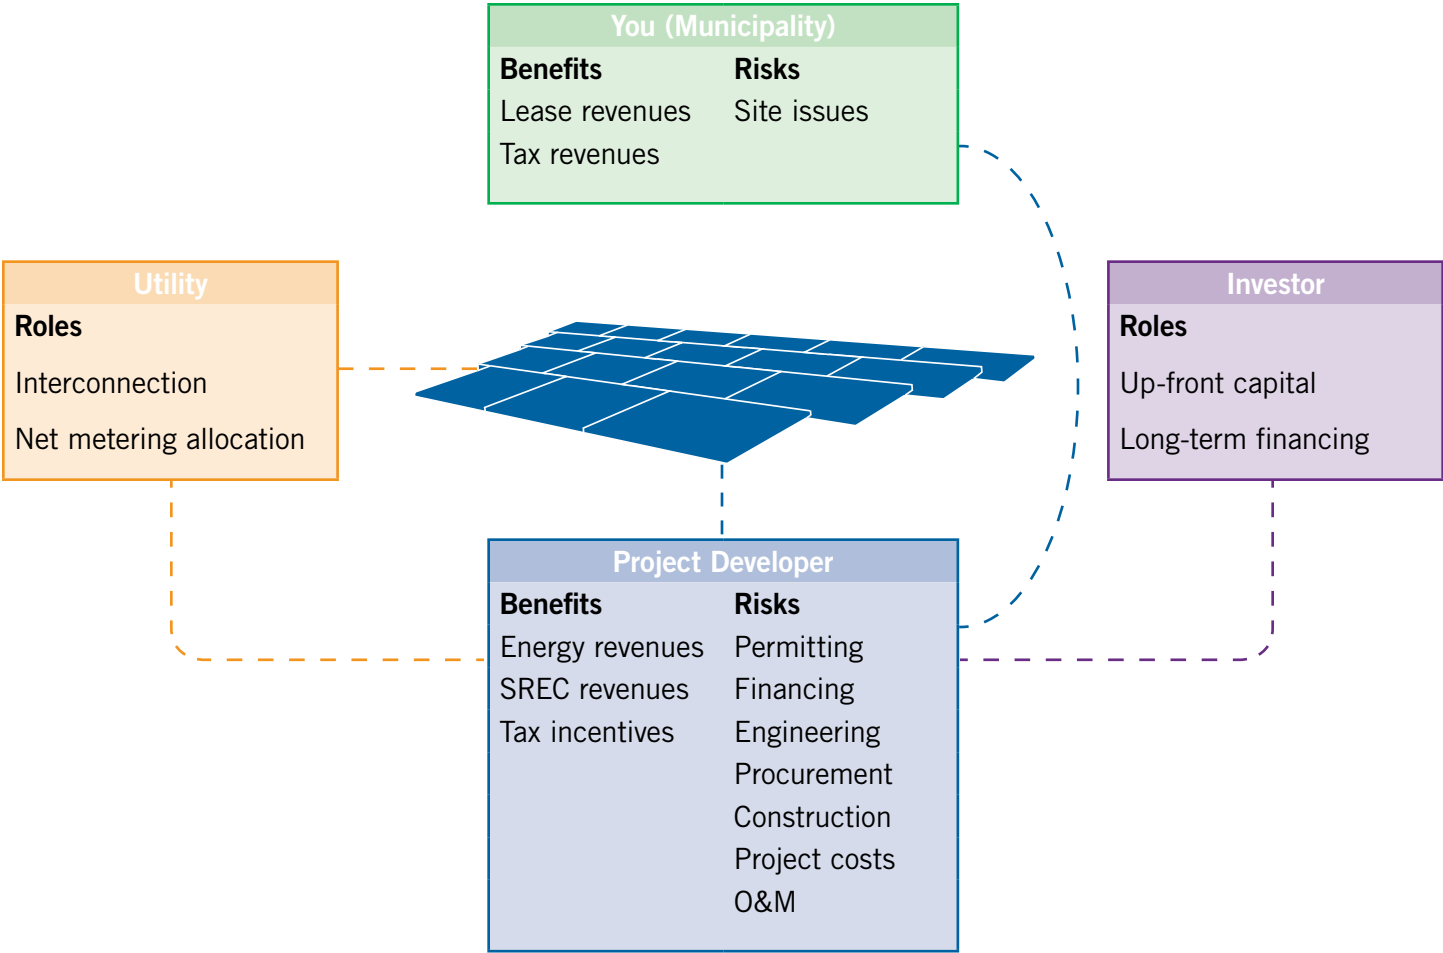 You (Municipality)
Benefits Risks
Lease revenues Site issues
Tax revenues
Utility
Roles
Interconnection
Net metering allocation
Investor
Roles
Up-front capital
Long-term financing
Project Developer
Benefits Risks
Energy revenues Permitting
SREC revenues Financing
Tax incentives Engineering
Procurement
Construction
Project costs
O&M